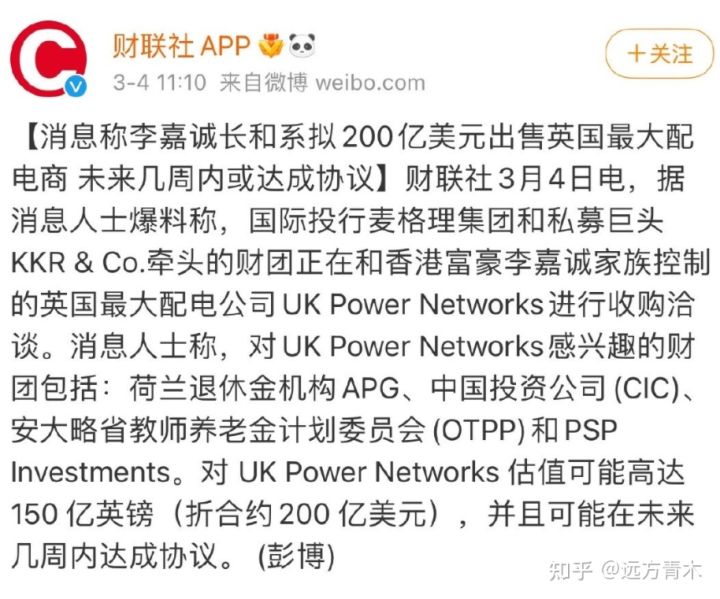 财联社 APP
+关注
3-4 11:10 来自微博 weibo.com
【消息称李嘉诚长和系拟200亿美元出售英国最大配
电商 未来几周内或达成协议】财联社3月4日电，据
消息人士爆料称，国际投行麦格理集团和私募巨头
KKR & Co.牵头的财团正在和香港富豪李嘉诚家族控制
的英国最大配电公司UK Power Networks进行收购洽
谈。消息人士称，对UK Power Networks感兴趣的财
团包括：荷兰退休金机构APG、中国投资公司(CIC)、
安大略省教师养老金计划委员会(OTPP)和PSP
Investments。对 UK Power Networks 估值可能高达
150 亿英镑（折合约200 亿美元），并且可能在未来
几周内达成协议。 (彭博)
知乎 @远方青木